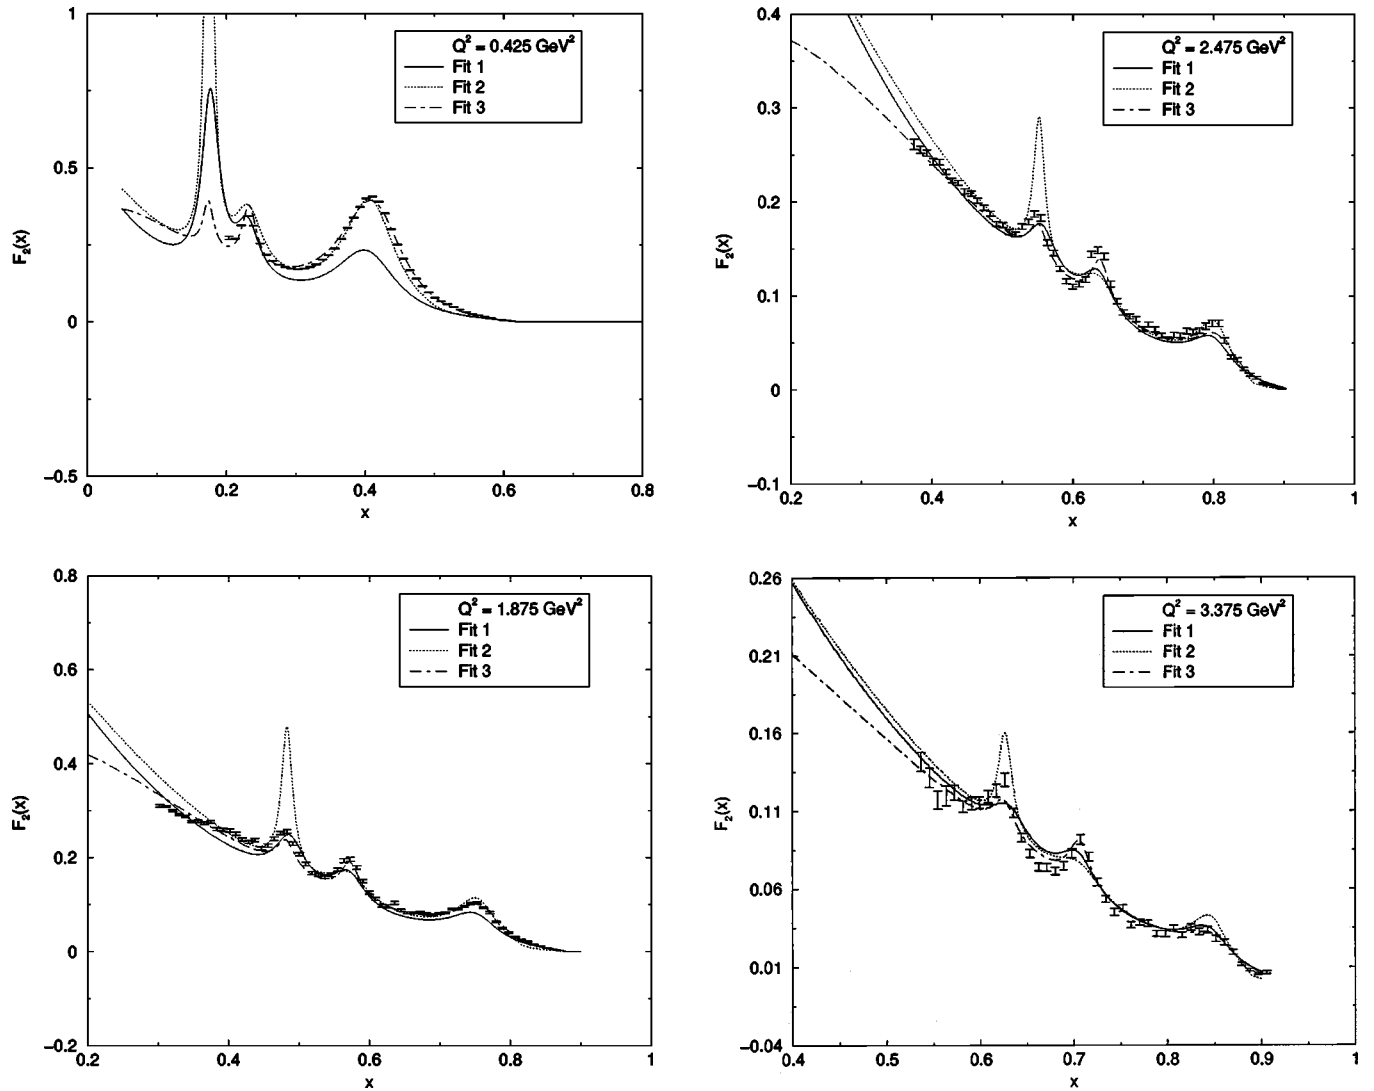 Q² = 0.425 GeV²
Fit 1
Fit 2
Fit 3
1
0.5
0
−0.5
F₂(x)
0 0.2 0.4 0.6 0.8
x
Q² = 2.475 GeV²
Fit 1
Fit 2
Fit 3
0.4
0.3
0.2
0.1
0
−0.1
F₂(x)
0.2 0.4 0.6 0.8 1
x
Q² = 1.875 GeV²
Fit 1
Fit 2
Fit 3
0.8
0.6
0.4
0.2
0
−0.2
F₂(x)
0.2 0.4 0.6 0.8 1
x
Q² = 3.375 GeV²
Fit 1
Fit 2
Fit 3
0.26
0.21
0.16
0.11
0.06
0.01
−0.04
F₂(x)
0.4 0.5 0.6 0.7 0.8 0.9 1
x